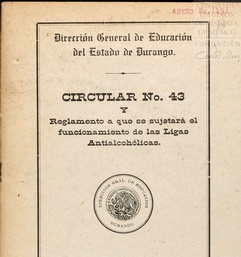 ANEXO
Dirección General de Educación
del Estado de Durango.
CIRCULAR No. 43
Y
Reglamento a que se sujetará el
funcionamiento de las Ligas
Antialcohólicas.
DURANGO.